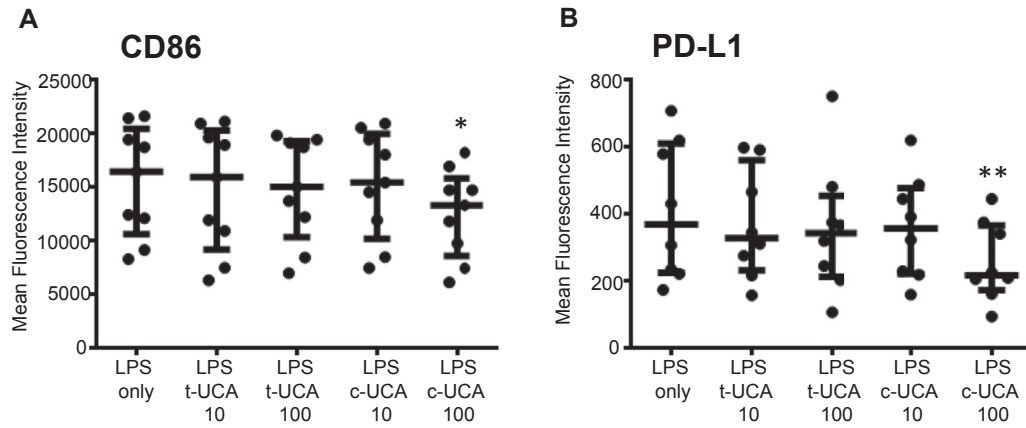 A
CD86
Mean Fluorescence Intensity
25000
20000
15000
10000
5000
0
*
LPS only
LPS t-UCA 10
LPS t-UCA 100
LPS c-UCA 10
LPS c-UCA 100
B
PD-L1
Mean Fluorescence Intensity
800
600
400
200
0
**
LPS only
LPS t-UCA 10
LPS t-UCA 100
LPS c-UCA 10
LPS c-UCA 100